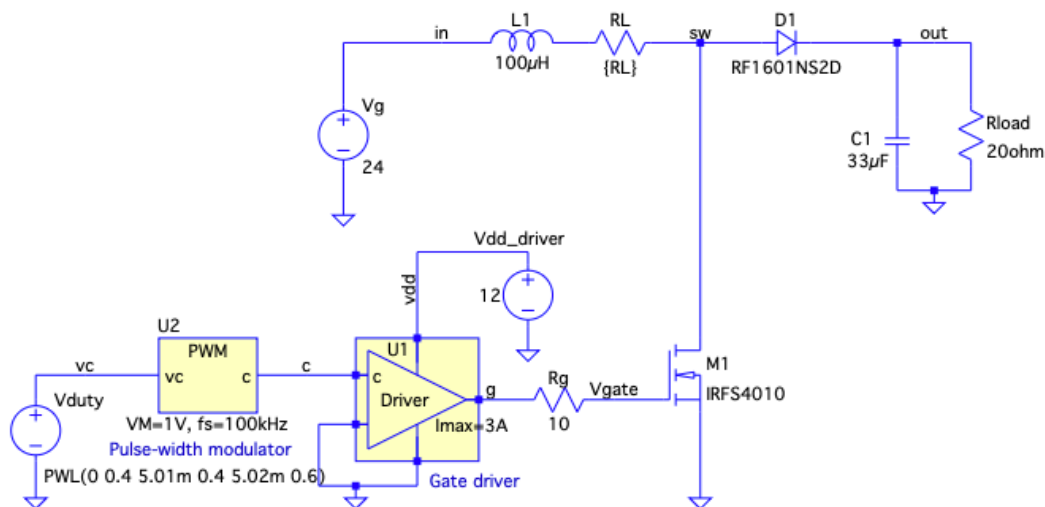 L1
RL
D1
in
sw
out
100µH
{RL}
RF1601NS2D
Vg
+
−
24
C1
33µF
Rload
20ohm
Vdd_driver
vdd
12
+
−
U2
PWM
vc
c
vc
c
U1
c
Driver
g
Rg
10
Vgate
M1
IRFS4010
Imax=3A
Vduty
+
−
VM=1V, fs=100kHz
Pulse-width modulator
PWL(0 0.4 5.01m 0.4 5.02m 0.6)
Gate driver